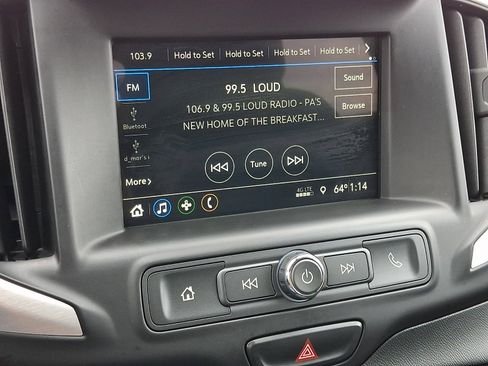 103.9 Hold to Set Hold to Set Hold to Set Hold to Set
FM
99.5 LOUD
Sound
106.9 & 99.5 LOUD RADIO - PA'S
Browse
NEW HOME OF THE BREAKFAST...
Bluetoot
d_mar's i
Tune
More
4G LTE
64° 1:14